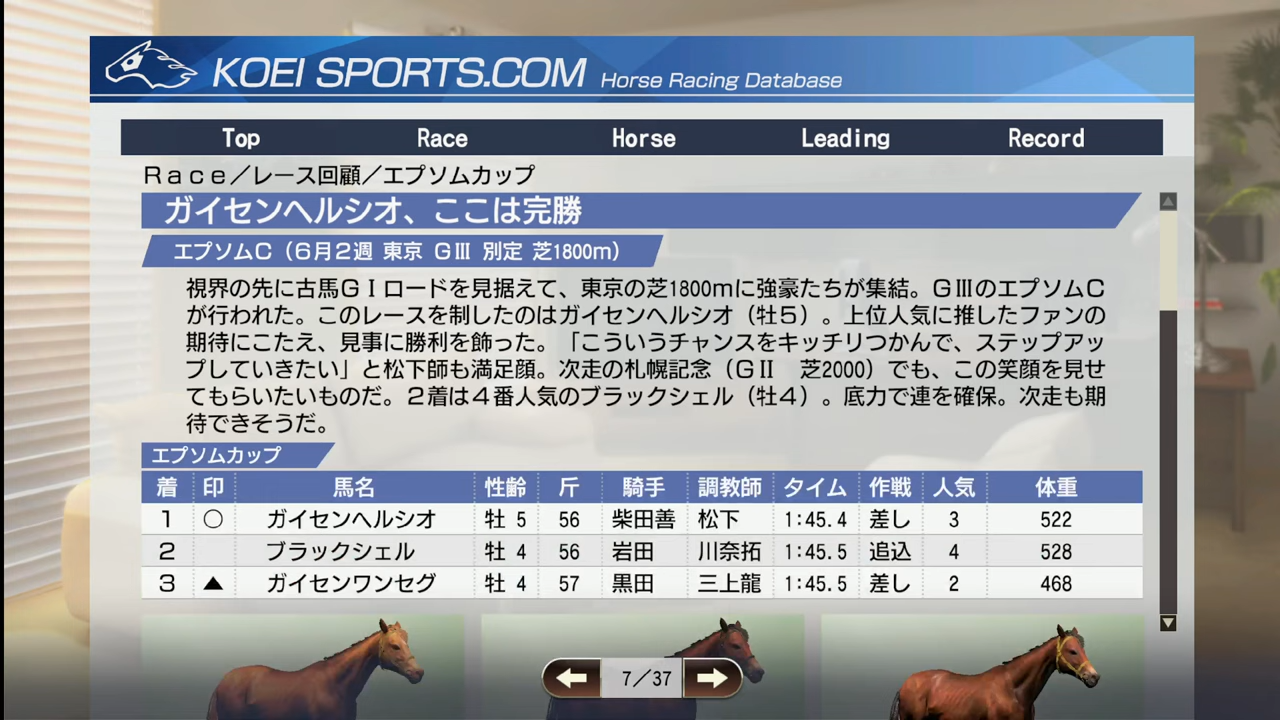 KOEI SPORTS.COM Horse Racing Database
Top Race Horse Leading Record
Ｒａｃｅ／レース回顧／エプソムカップ
ガイセンヘルシオ、ここは完勝
エプソムＣ（６月２週 東京 ＧⅢ 別定 芝1800m）
視界の先に古馬ＧⅠロードを見据えて、東京の芝1800mに強豪たちが集結。ＧⅢのエプソムＣ
が行われた。このレースを制したのはガイセンヘルシオ（牡５）。上位人気に推したファンの
期待にこたえ、見事に勝利を飾った。「こういうチャンスをキッチリつかんで、ステップアッ
プしていきたい」と松下師も満足顔。次走の札幌記念（ＧⅡ　芝2000）でも、この笑顔を見せ
てもらいたいものだ。２着は４番人気のブラックシェル（牡４）。底力で連を確保。次走も期
待できそうだ。
エプソムカップ
着 印 馬名 性齢 斤 騎手 調教師 タイム 作戦 人気 体重
1 ○ ガイセンヘルシオ 牡 5 56 柴田善 松下 1:45.4 差し 3 522
2 ブラックシェル 牡 4 56 岩田 川奈拓 1:45.5 追込 4 528
3 ▲ ガイセンワンセグ 牡 4 57 黒田 三上龍 1:45.5 差し 2 468
7／37